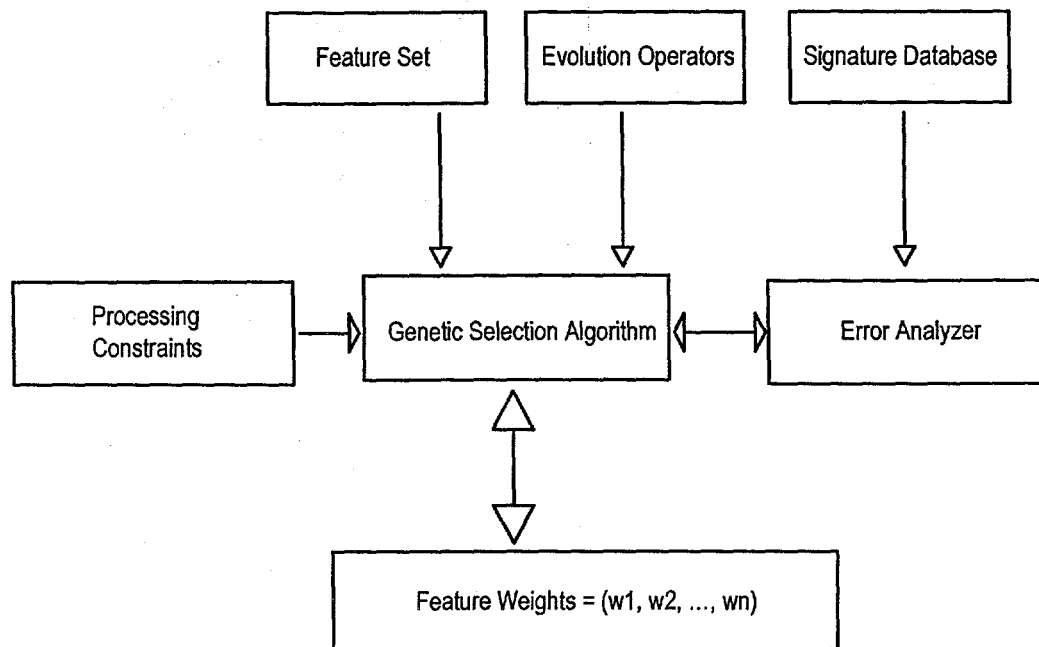 Feature Set
Evolution Operators
Signature Database
Processing
Constraints
Genetic Selection Algorithm
Error Analyzer
Feature Weights = (w1, w2, ..., wn)